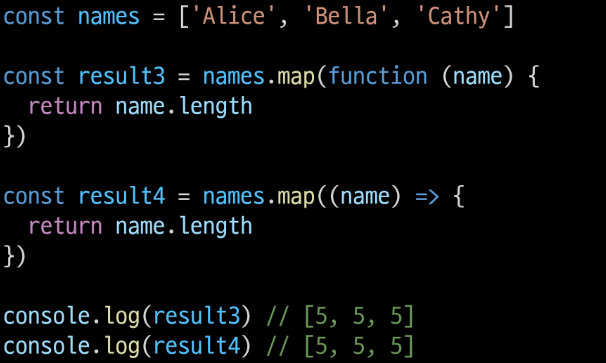 const names = ['Alice', 'Bella', 'Cathy']
const result3 = names.map(function (name) {
  return name.length
})
const result4 = names.map((name) => {
  return name.length
})
console.log(result3) // [5, 5, 5]
console.log(result4) // [5, 5, 5]